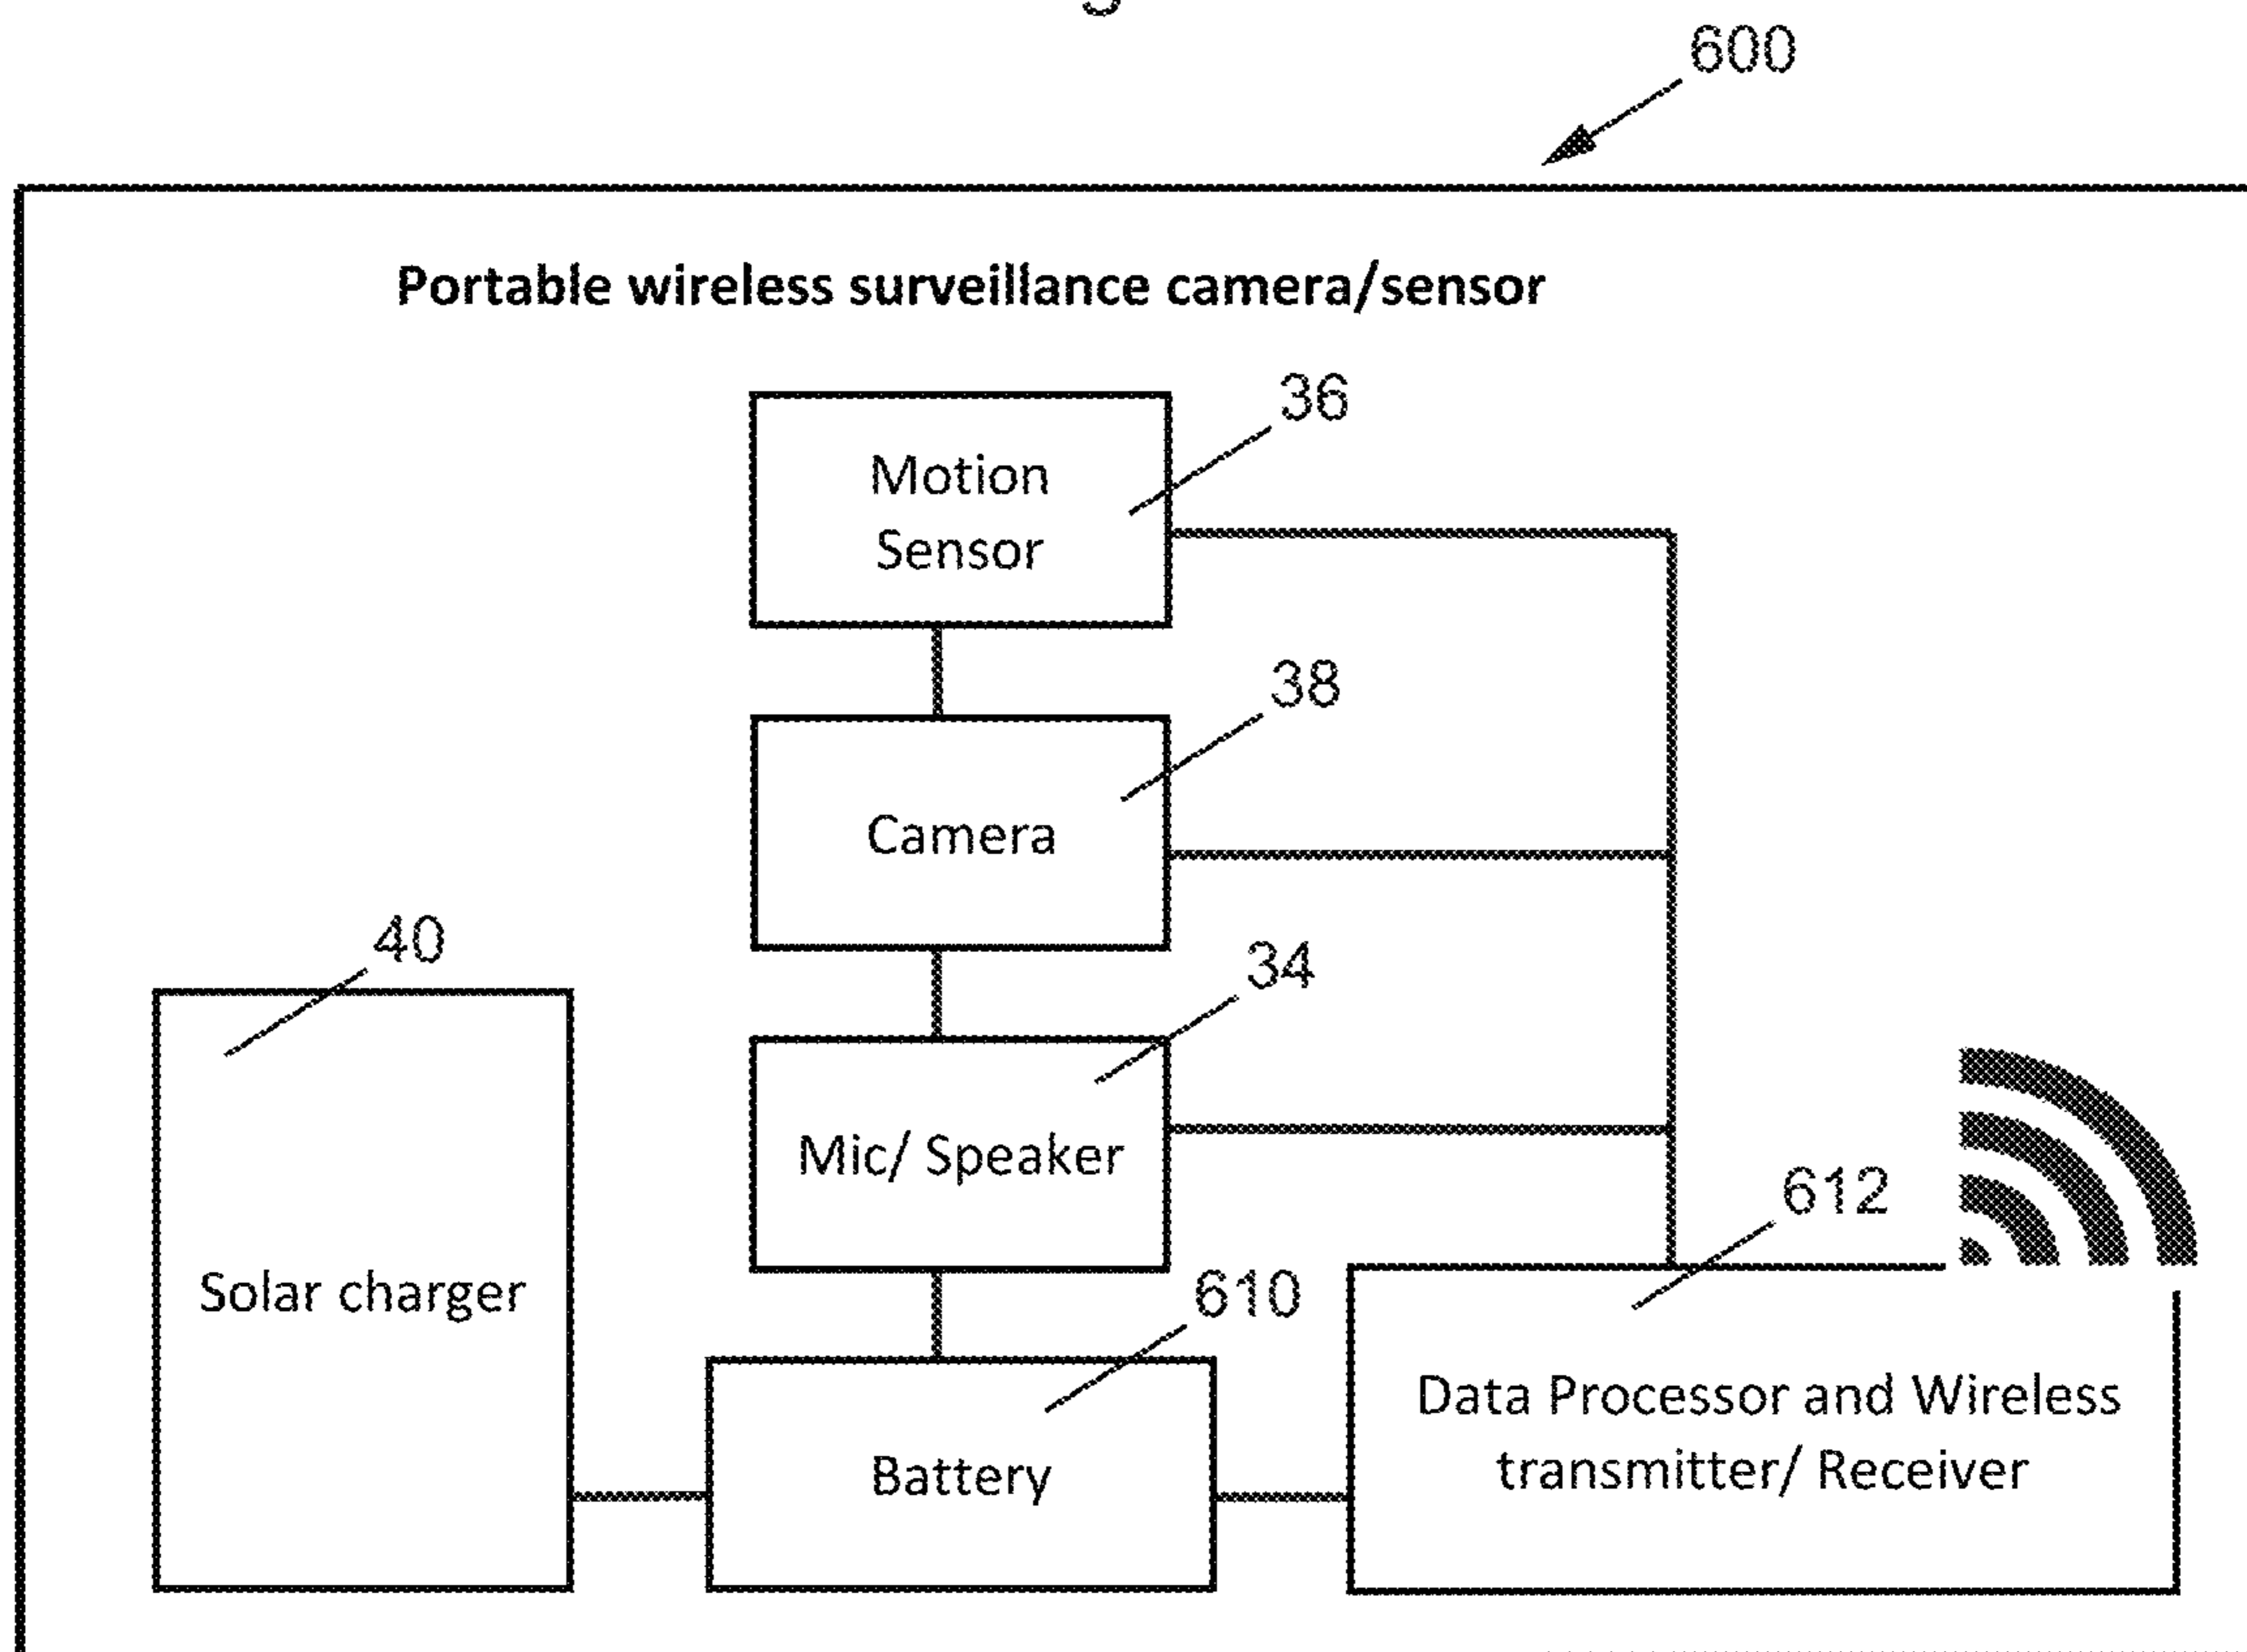 600
Portable wireless surveillance camera/sensor
36
Motion
Sensor
38
Camera
40
34
Mic/ Speaker
612
Solar charger
610
Data Processor and Wireless
transmitter/ Receiver
Battery